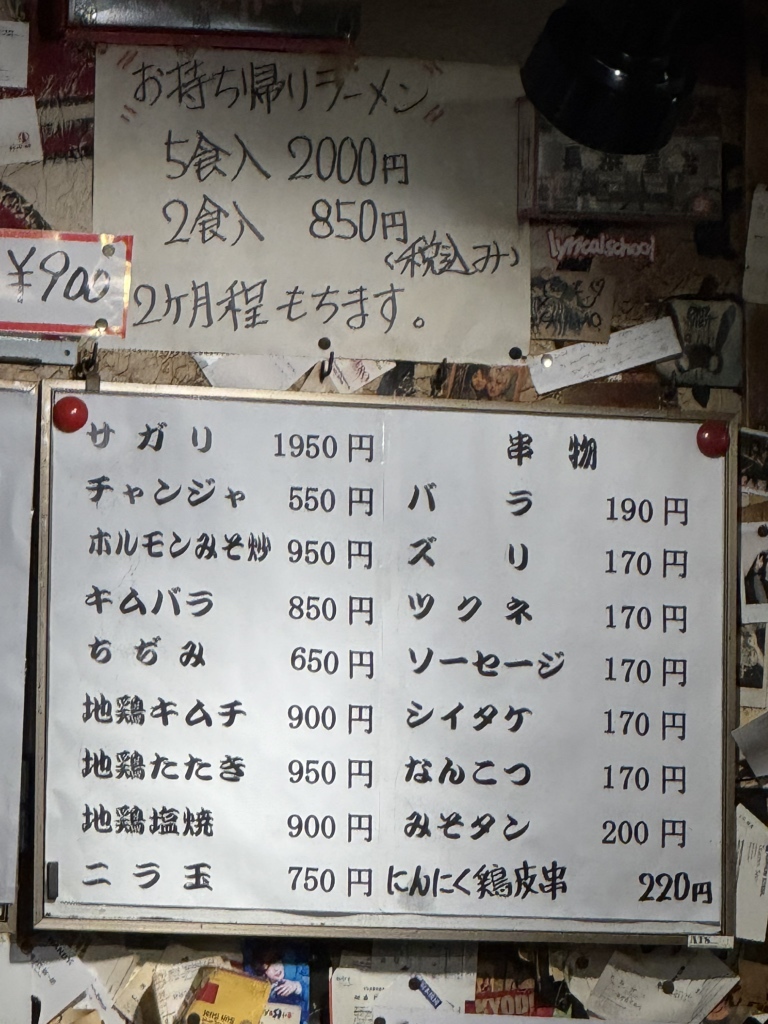 お持ち帰りラーメン
5食入 2000円
2食入 850円
(税込み)
2ケ月程もちます。
¥900
lyricalschool
サガリ 1950円
チャンジャ 550円
ホルモンみそ炒 950円
キムバラ 850円
ちぢみ 650円
地鶏キムチ 900円
地鶏たたき 950円
地鶏塩焼 900円
ニラ玉 750円
串物
バラ 190円
ズリ 170円
ツクネ 170円
ソーセージ 170円
シイタケ 170円
なんこつ 170円
みそタン 200円
にんにく鶏皮串 220円